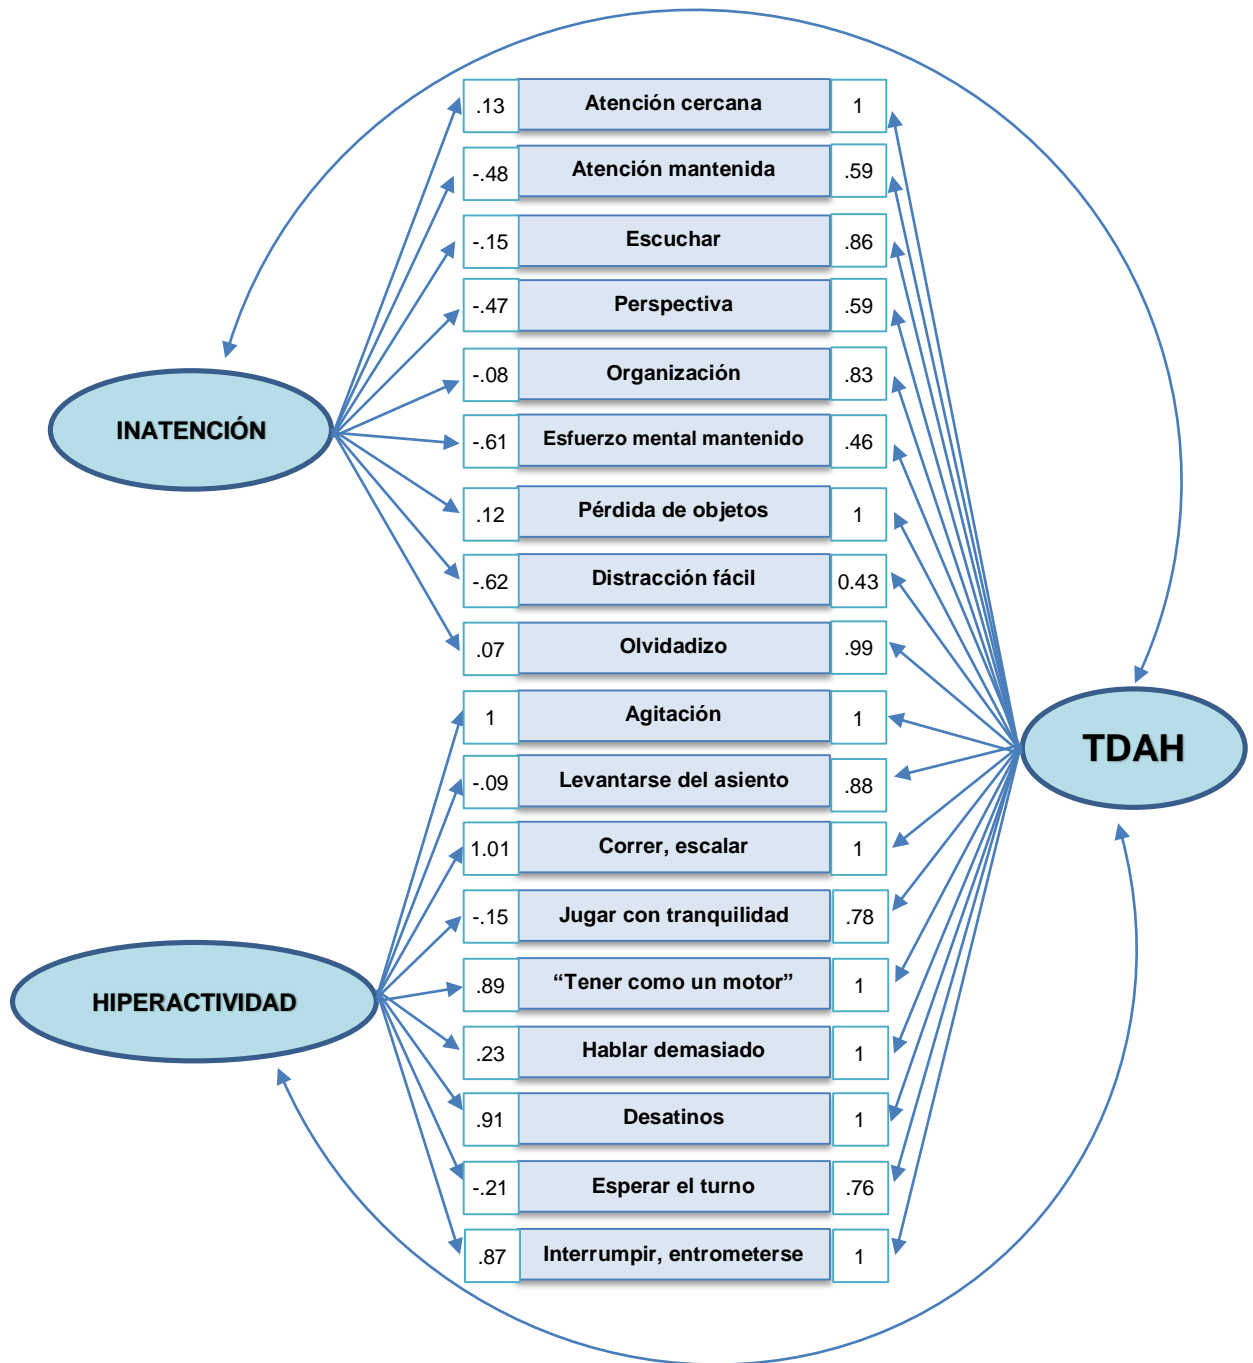 .13 Atención cercana 1
-.48 Atención mantenida .59
-.15 Escuchar .86
-.47 Perspectiva .59
-.08 Organización .83
INATENCIÓN
-.61 Esfuerzo mental mantenido .46
.12 Pérdida de objetos 1
-.62 Distracción fácil 0.43
.07 Olvidadizo .99
1 Agitación 1
TDAH
-.09 Levantarse del asiento .88
1.01 Correr, escalar 1
-.15 Jugar con tranquilidad .78
.89 “Tener como un motor” 1
HIPERACTIVIDAD
.23 Hablar demasiado 1
.91 Desatinos 1
-.21 Esperar el turno .76
.87 Interrumpir, entrometerse 1